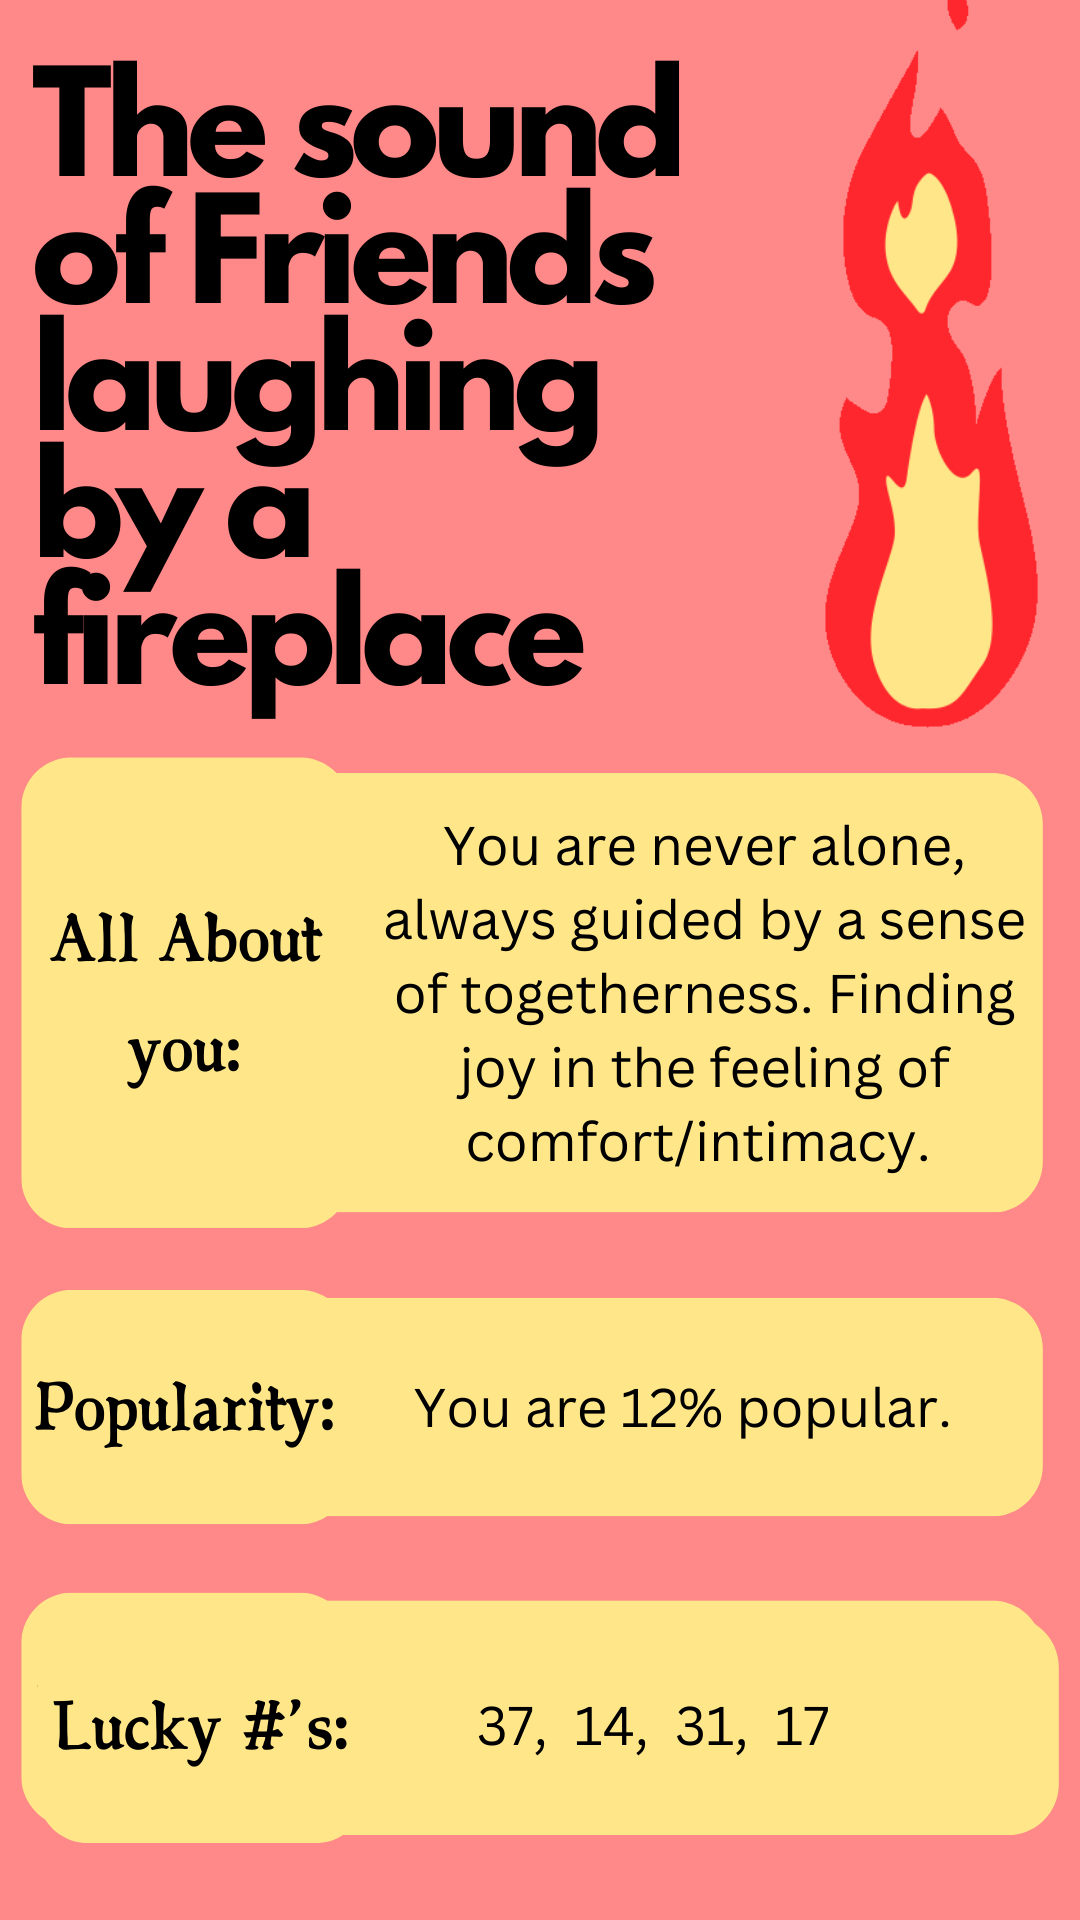 The sound
of Friends
laughing
by a
fireplace
All About
you:
You are never alone,
always guided by a sense
of togetherness. Finding
joy in the feeling of
comfort/intimacy.
Popularity:
You are 12% popular.
Lucky #'s:
37, 14, 31, 17